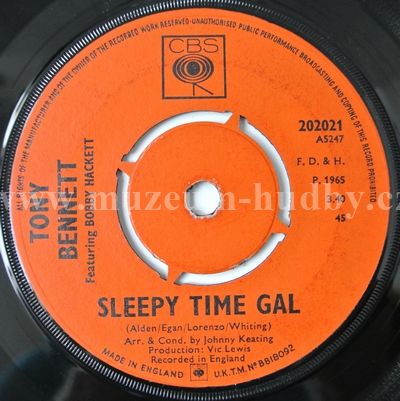 ALL RIGHTS OF THE MANUFACTURER AND OF THE OWNER OF THE RECORDED WORK RESERVED·UNAUTHORISED PUBLIC PERFORMANCE BROADCASTING AND COPYING OF THIS RECORD PROHIBITED
CBS
202021
A5247
F. D. & H.
P. 1965
3.40
45
TONY
BENNETT
Featuring BOBBY HACKETT
www.muzeum-hudby.cz
SLEEPY TIME GAL
(Alden/Egan/Lorenzo/Whiting)
Arr. & Cond. by Johnny Keating
Production: Vic Lewis
Recorded in England
MADE IN ENGLAND
U.K.T.M.Nº BB1B092